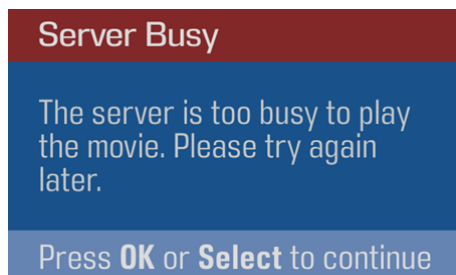 Server Busy
The server is too busy to play
the movie. Please try again
later.
Press OK or Select to continue